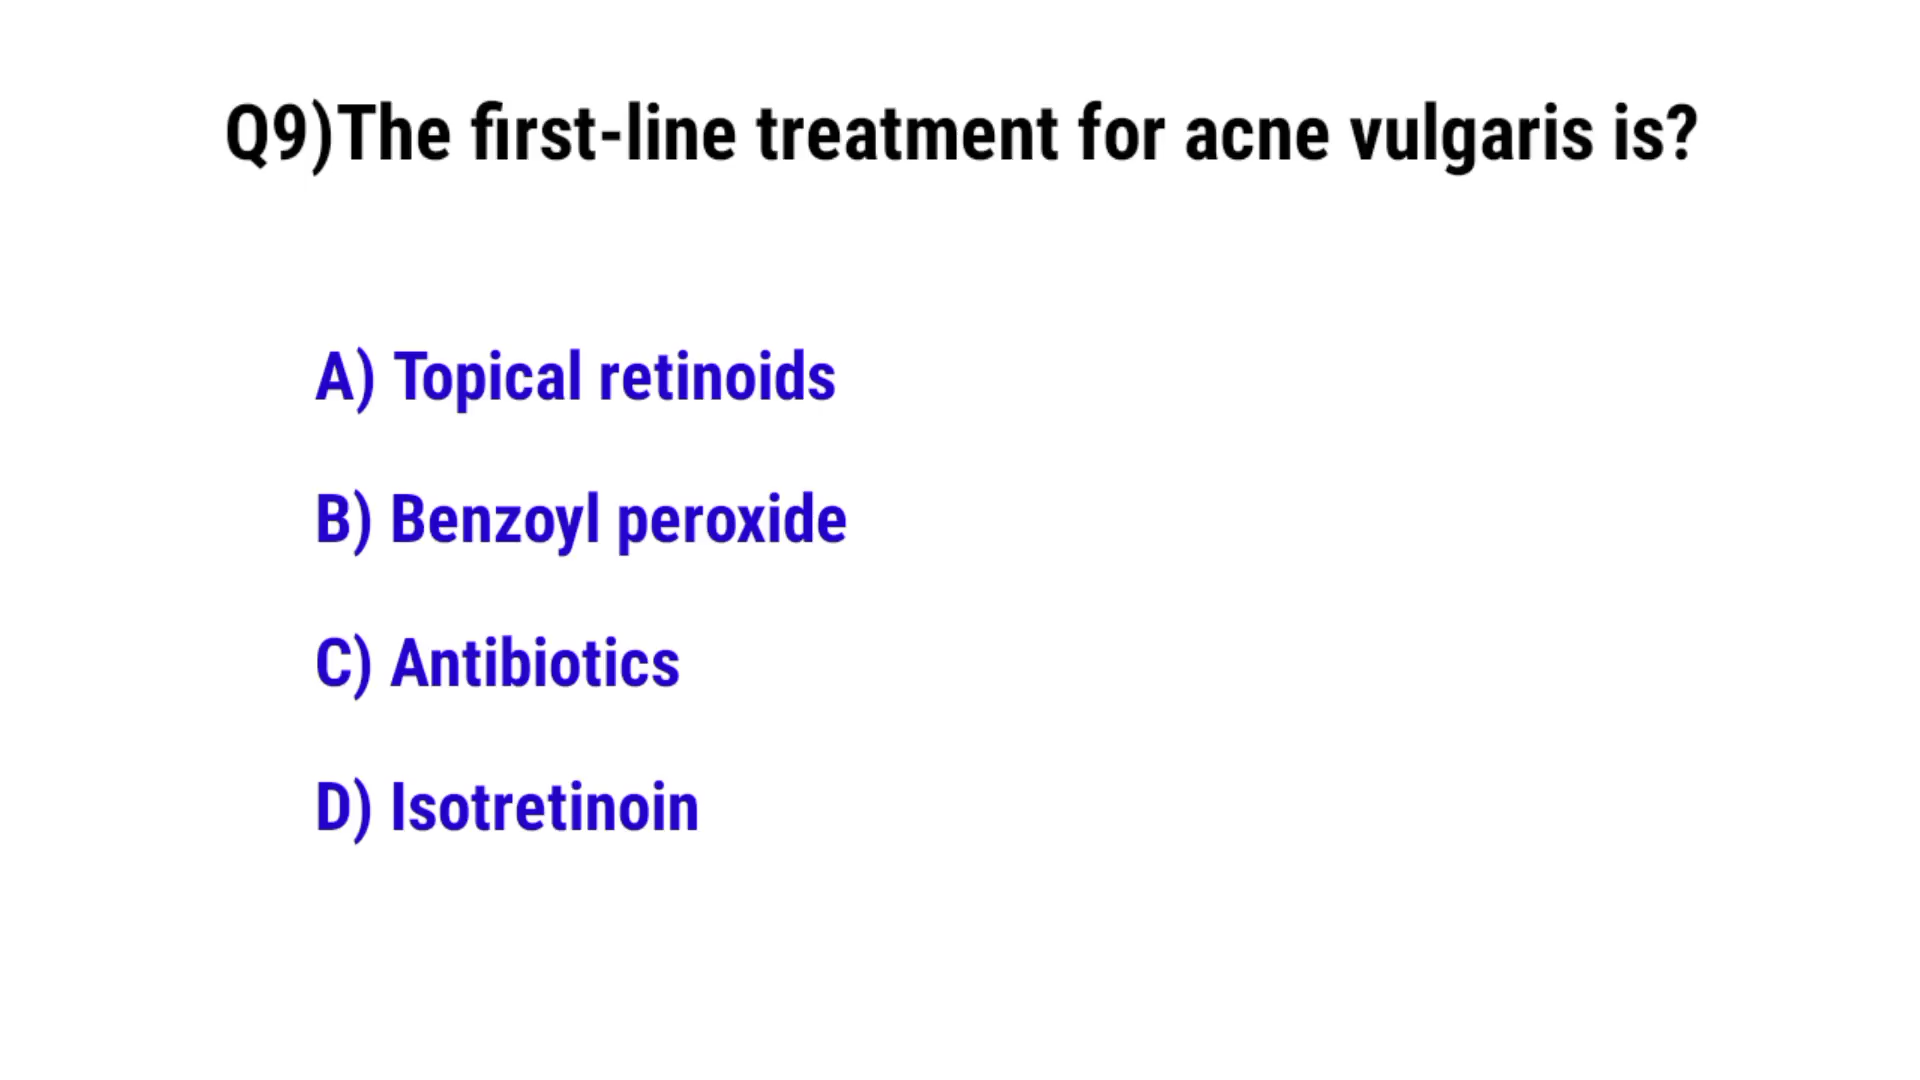 Q9)The first-line treatment for acne vulgaris is?
A) Topical retinoids
B) Benzoyl peroxide
C) Antibiotics
D) Isotretinoin